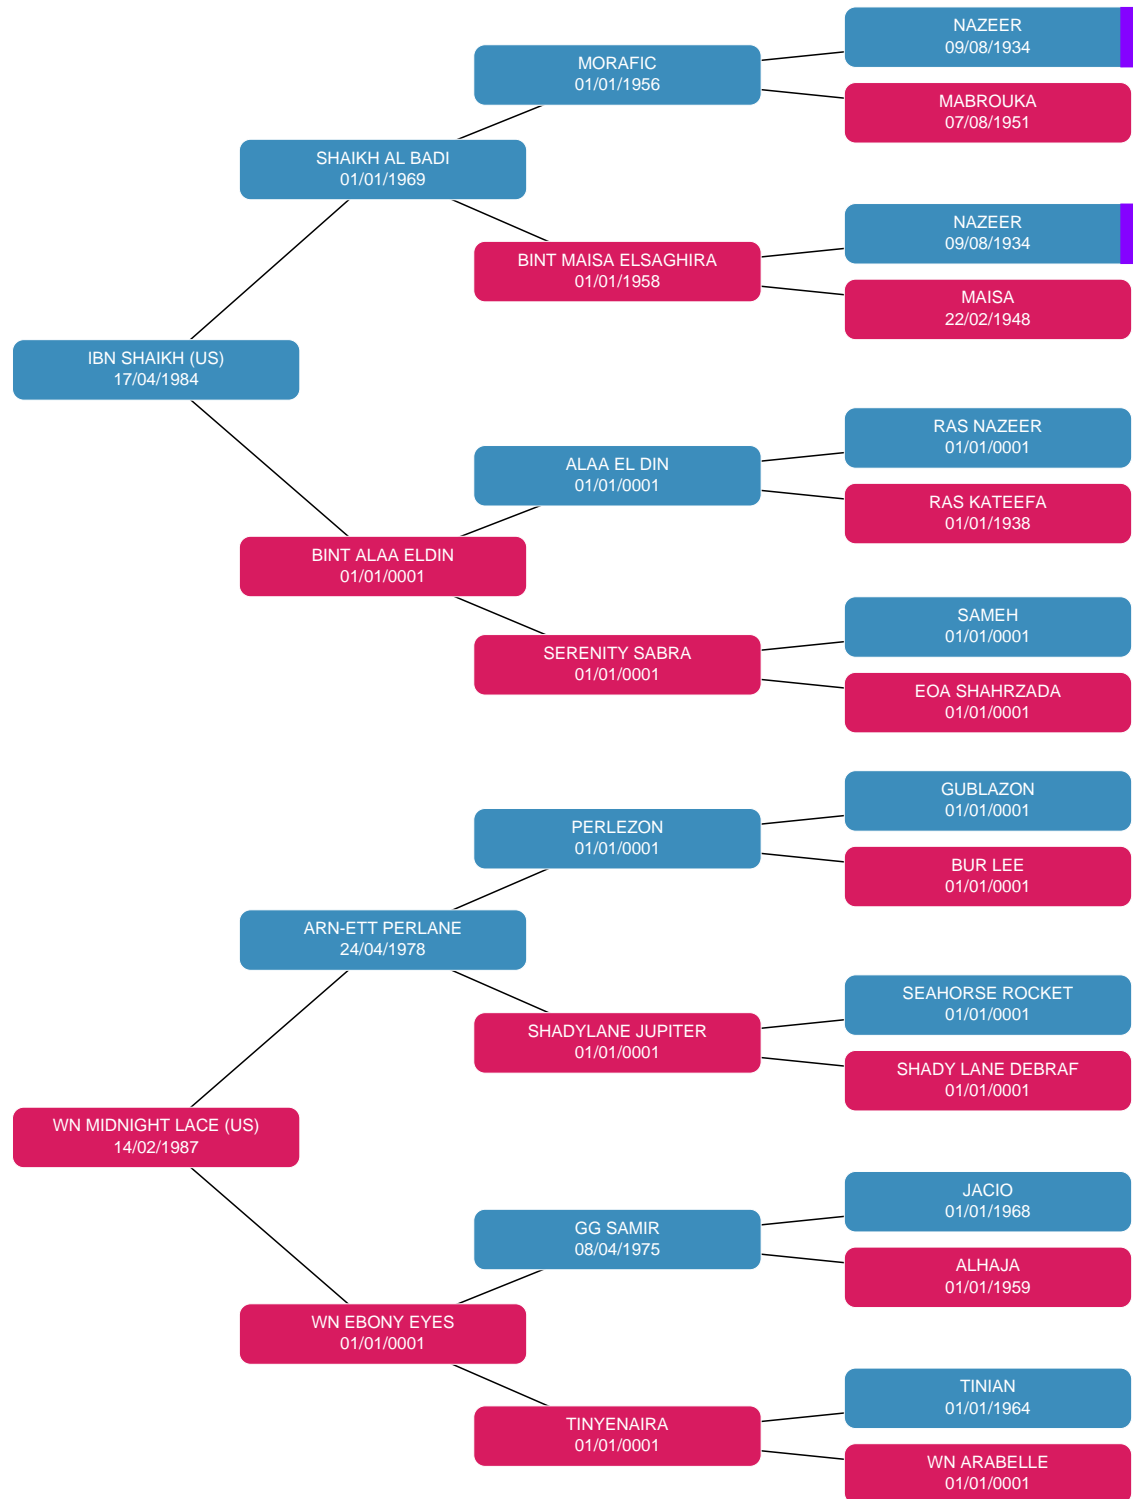 NAZEER
09/08/1934
MORAFIC
01/01/1956
MABROUKA
07/08/1951
SHAIKH AL BADI
01/01/1969
NAZEER
09/08/1934
BINT MAISA ELSAGHIRA
01/01/1958
MAISA
22/02/1948
IBN SHAIKH (US)
17/04/1984
RAS NAZEER
01/01/0001
ALAA EL DIN
01/01/0001
RAS KATEEFA
01/01/1938
BINT ALAA ELDIN
01/01/0001
SAMEH
01/01/0001
SERENITY SABRA
01/01/0001
EOA SHAHRZADA
01/01/0001
GUBLAZON
01/01/0001
PERLEZON
01/01/0001
BUR LEE
01/01/0001
ARN-ETT PERLANE
24/04/1978
SEAHORSE ROCKET
01/01/0001
SHADYLANE JUPITER
01/01/0001
SHADY LANE DEBRAF
01/01/0001
WN MIDNIGHT LACE (US)
14/02/1987
JACIO
01/01/1968
GG SAMIR
08/04/1975
ALHAJA
01/01/1959
WN EBONY EYES
01/01/0001
TINIAN
01/01/1964
TINYENAIRA
01/01/0001
WN ARABELLE
01/01/0001